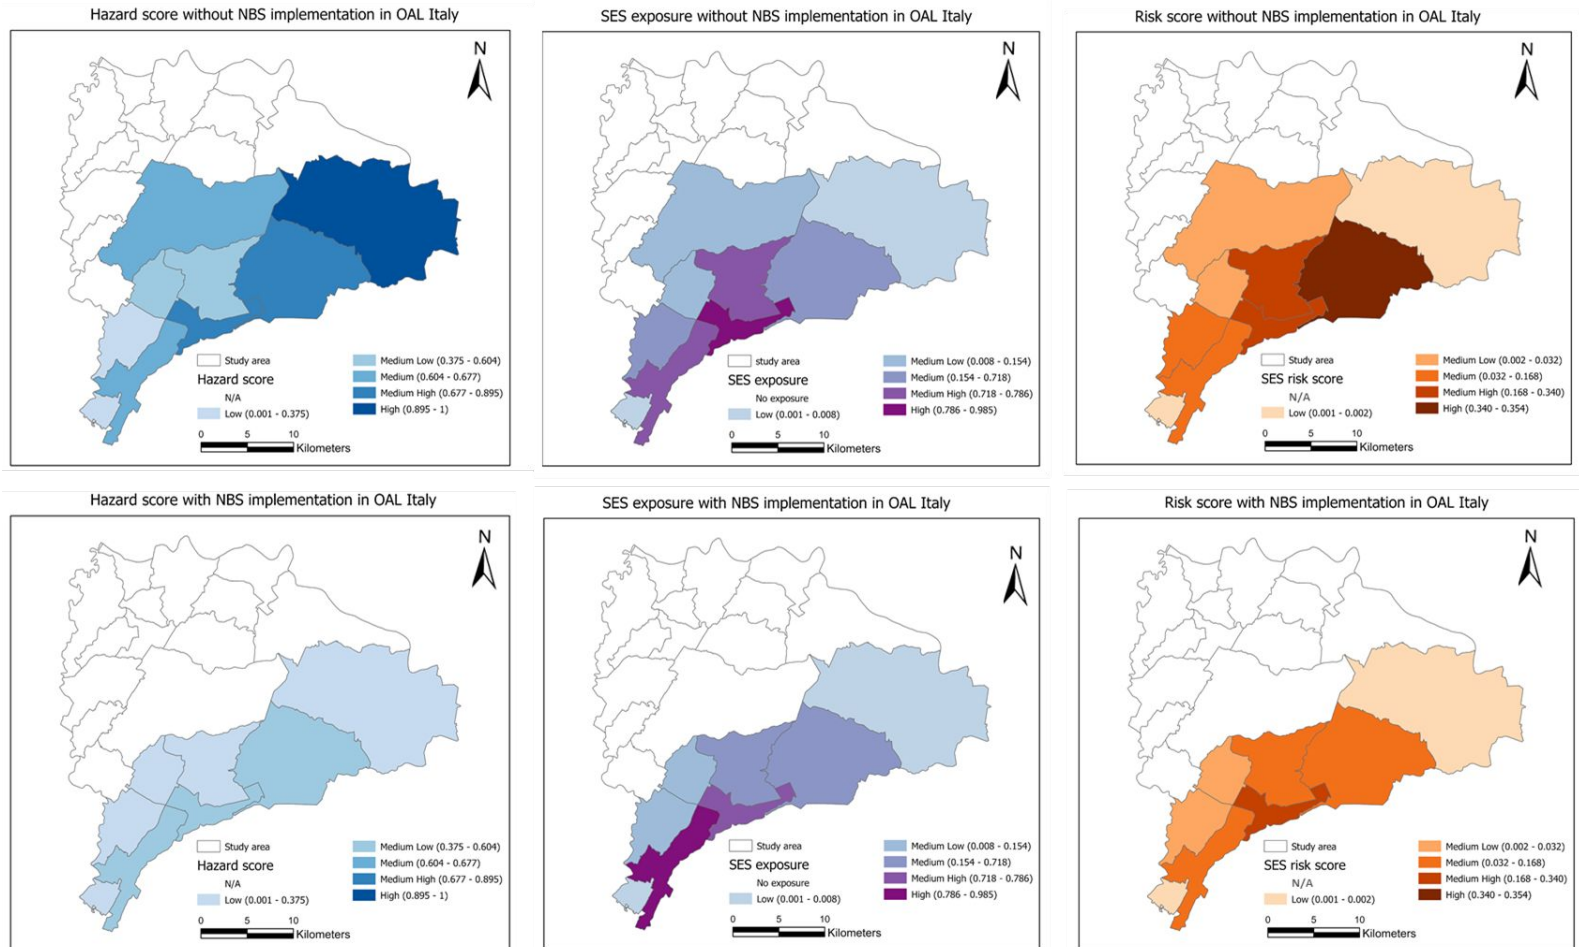 Hazard score without NBS implementation in OAL Italy
N
Study area
Hazard score
N/A
Low (0.001 - 0.375)
Medium Low (0.375 - 0.604)
Medium (0.604 - 0.677)
Medium High (0.677 - 0.895)
High (0.895 - 1)
0 5 10
Kilometers
SES exposure without NBS implementation in OAL Italy
N
study area
SES exposure
No exposure
Low (0.001 - 0.008)
Medium Low (0.008 - 0.154)
Medium (0.154 - 0.718)
Medium High (0.718 - 0.786)
High (0.786 - 0.985)
0 5 10
Kilometers
Risk score without NBS implementation in OAL Italy
N
Study area
SES risk score
N/A
Low (0.001 - 0.002)
Medium Low (0.002 - 0.032)
Medium (0.032 - 0.168)
Medium High (0.168 - 0.340)
High (0.340 - 0.354)
0 5 10
Kilometers
Hazard score with NBS implementation in OAL Italy
N
Study area
Hazard score
N/A
Low (0.001 - 0.375)
Medium Low (0.375 - 0.604)
Medium (0.604 - 0.677)
Medium High (0.677 - 0.895)
High (0.895 - 1)
0 5 10
Kilometers
SES exposure with NBS implementation in OAL Italy
N
Study area
SES exposure
No exposure
Low (0.001 - 0.008)
Medium Low (0.008 - 0.154)
Medium (0.154 - 0.718)
Medium High (0.718 - 0.786)
High (0.786 - 0.985)
0 5 10
Kilometers
Risk score with NBS implementation in OAL Italy
N
Study area
SES risk score
N/A
Low (0.001 - 0.002)
Medium Low (0.002 - 0.032)
Medium (0.032 - 0.168)
Medium High (0.168 - 0.340)
High (0.340 - 0.354)
0 5 10
Kilometers